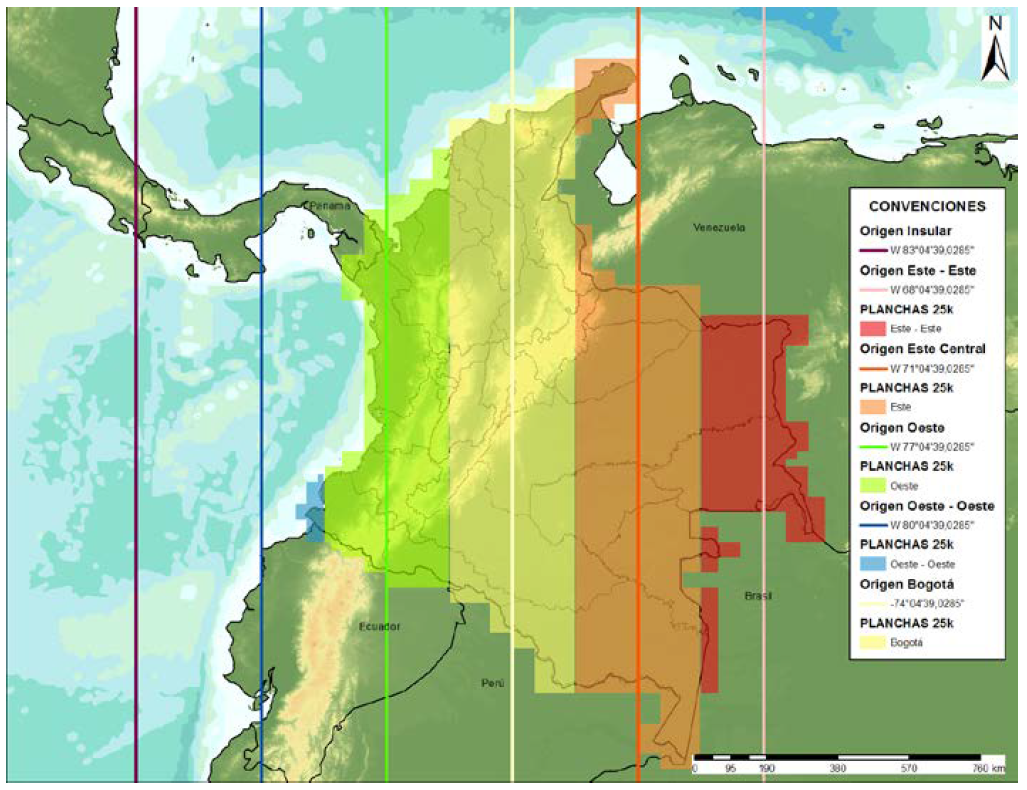 N
Panama
Venezuela
Ecuador
Perú
Brasil
CONVENCIONES
Origen Insular
W 83°04'39,0285"
Origen Este - Este
W 68°04'39,0285"
PLANCHAS 25k
Este - Este
Origen Este Central
W 71°04'39,0285"
PLANCHAS 25k
Este
Origen Oeste
W 77°04'39,0285"
PLANCHAS 25k
Oeste
Origen Oeste - Oeste
W 80°04'39,0285"
PLANCHAS 25k
Oeste - Oeste
Origen Bogotá
-74°04'39,0285"
PLANCHAS 25k
Bogotá
0 95 190 380 570 760 km